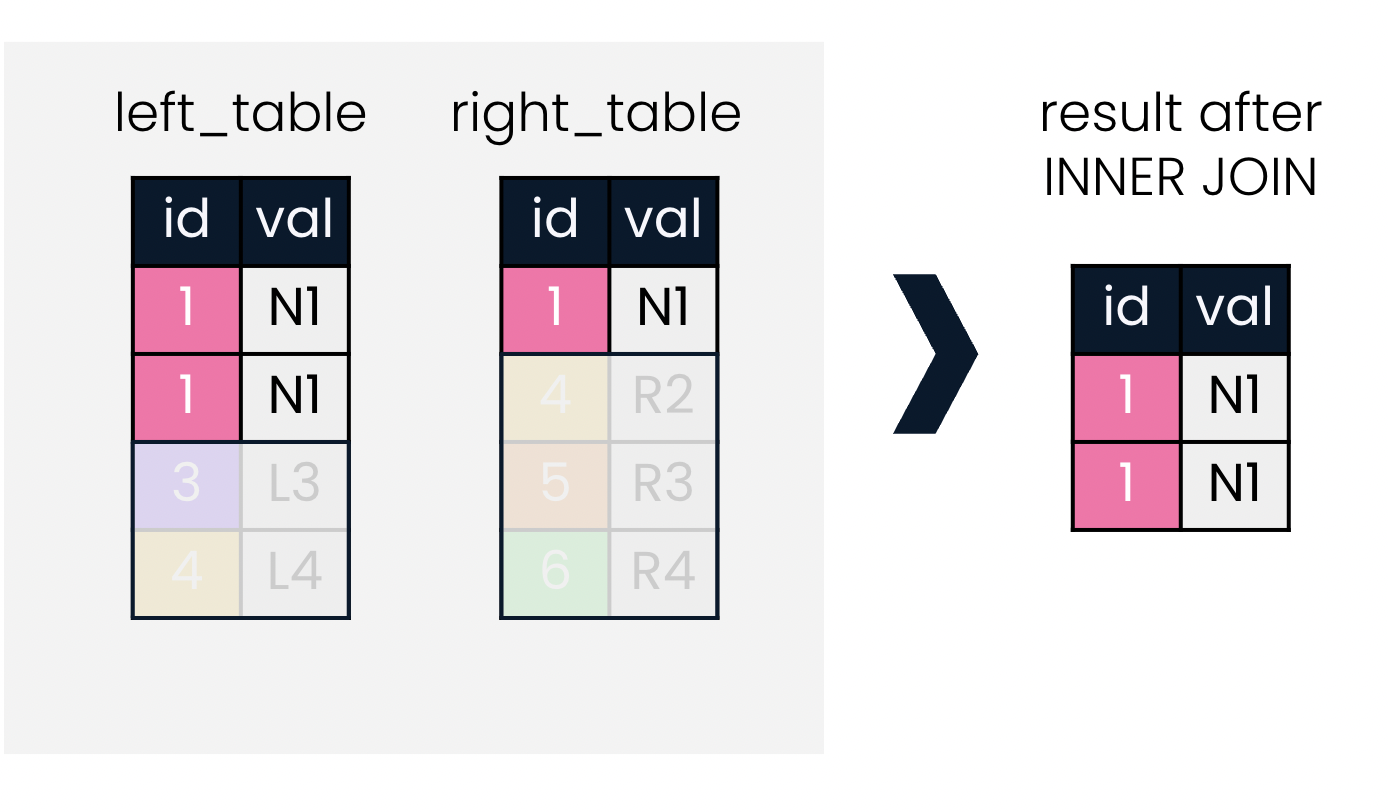 left_table right_table
id val id val
1 N1 1 N1
1 N1 4 R2
3 L3 5 R3
4 L4 6 R4
result after
INNER JOIN
id val
1 N1
1 N1